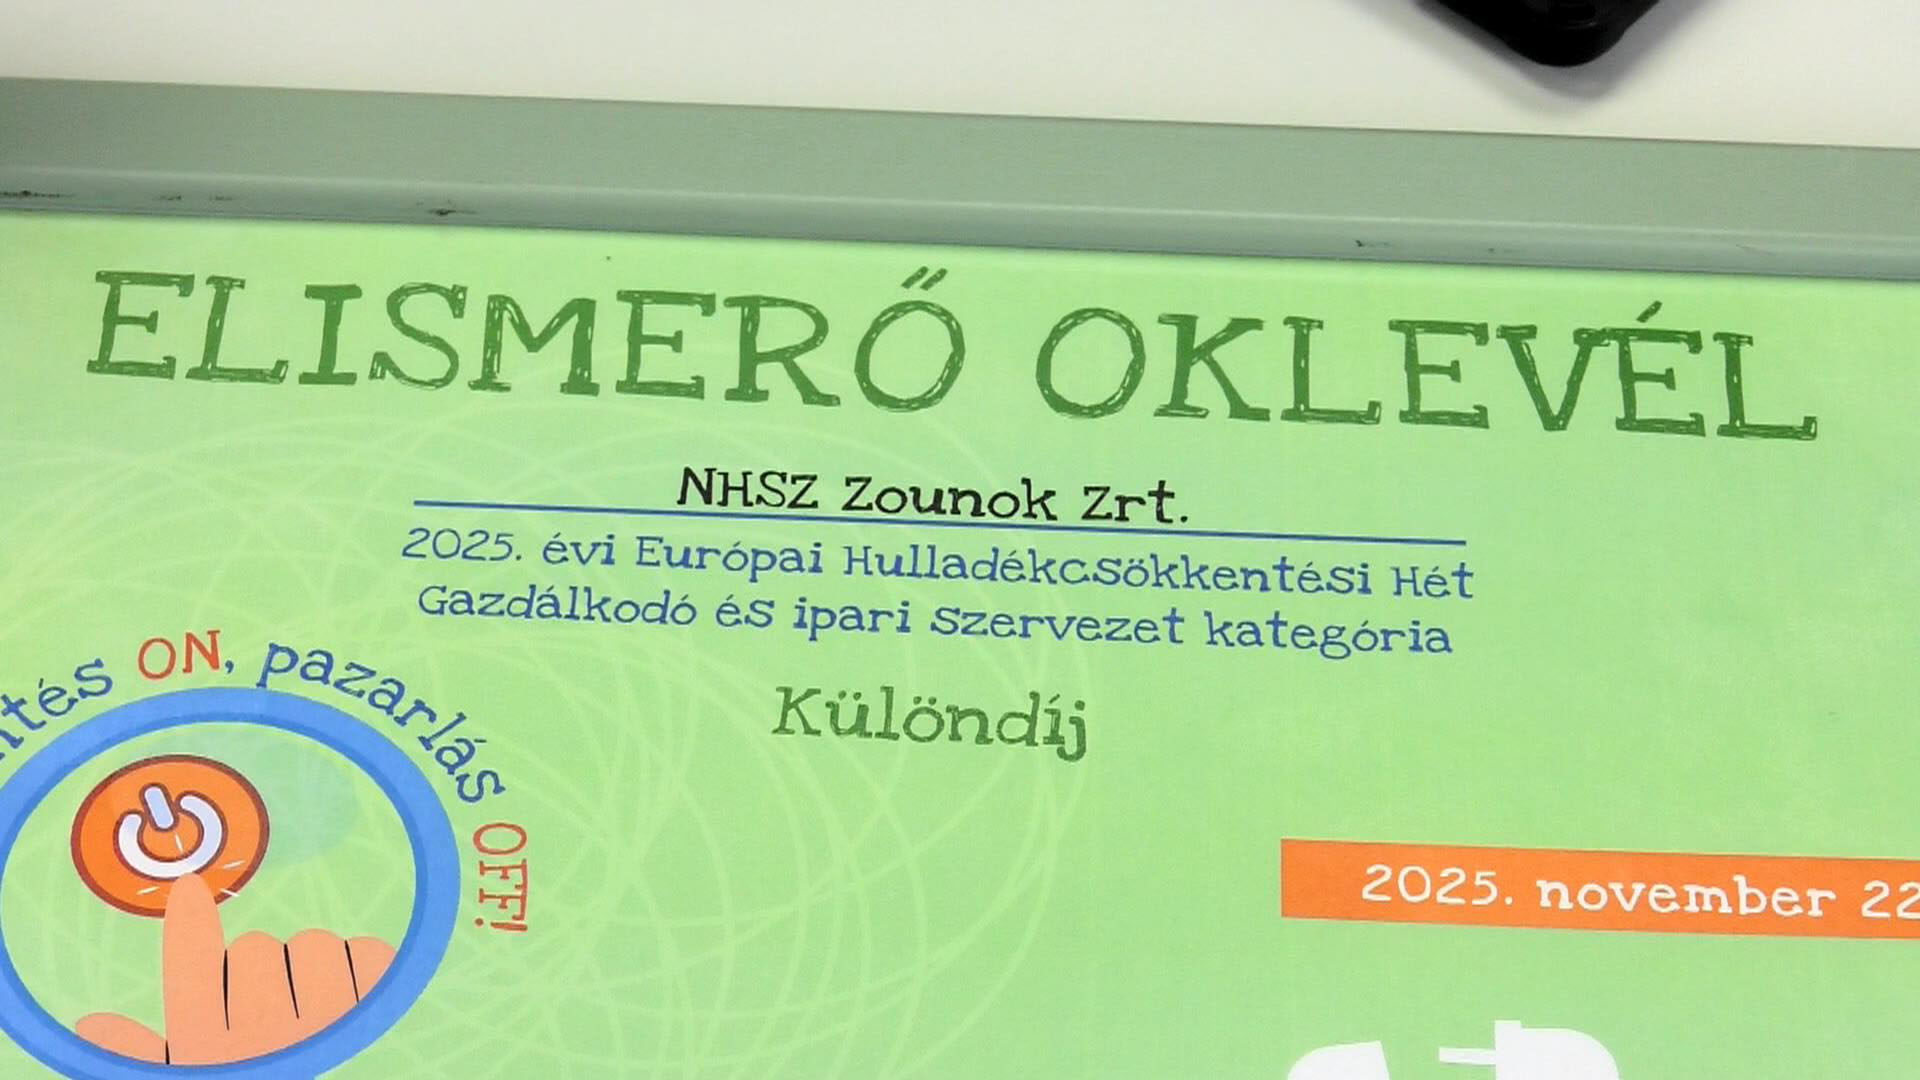 ELISMERŐ OKLEVÉL
NHSZ Zounok Zrt.
2025. évi Európai Hulladékcsökkentési Hét
Gazdálkodó és ipari szervezet kategória
Különdíj
ON, pazarlás OFF!
2025. november 22